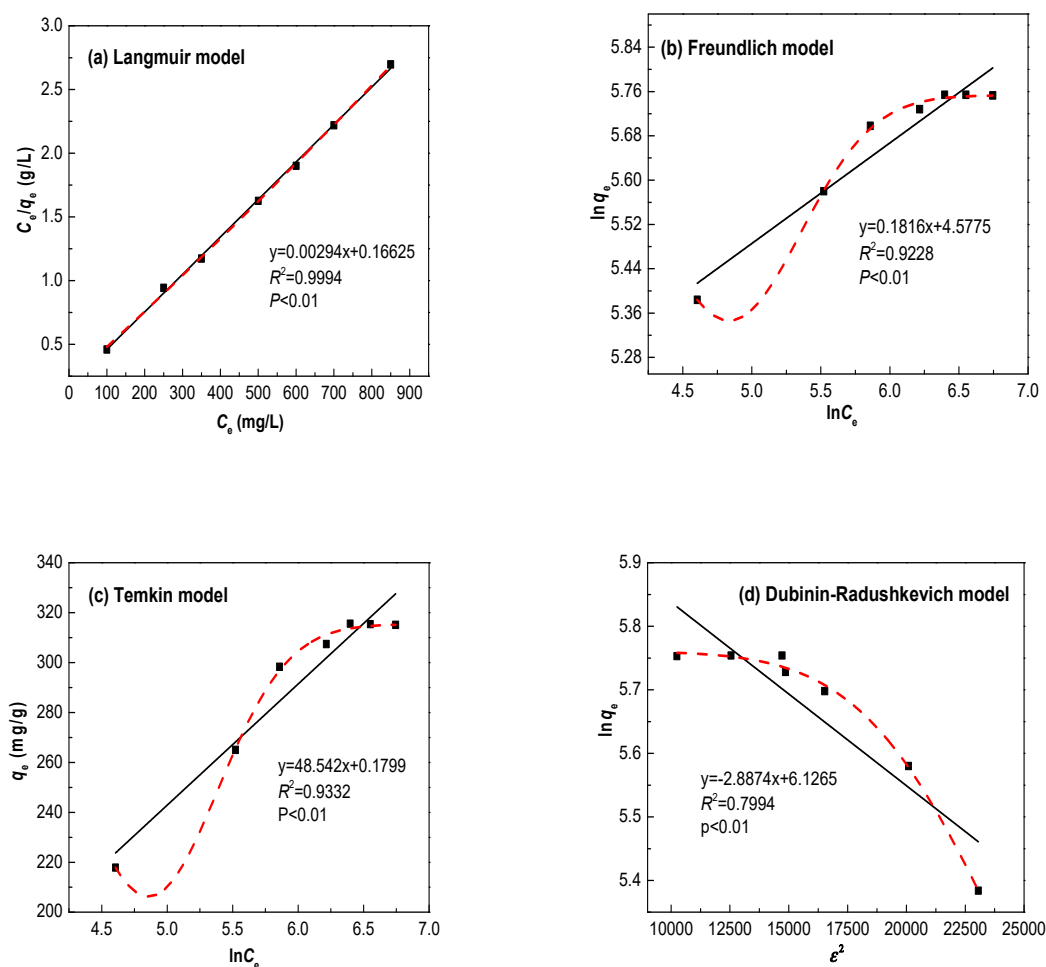 (a) Langmuir model
3.0
2.5
2.0
1.5
1.0
0.5
C_e/q_e (g/L)
y=0.00294x+0.16625
R²=0.9994
P<0.01
0 100 200 300 400 500 600 700 800 900
C_e (mg/L)
(b) Freundlich model
5.84
5.76
5.68
5.60
5.52
5.44
5.36
5.28
ln q_e
y=0.1816x+4.5775
R²=0.9228
P<0.01
4.5 5.0 5.5 6.0 6.5 7.0
lnC_e
(c) Temkin model
340
320
300
280
260
240
220
200
q_e (mg/g)
y=48.542x+0.1799
R²=0.9332
P<0.01
4.5 5.0 5.5 6.0 6.5 7.0
lnC_e
(d) Dubinin-Radushkevich model
5.9
5.8
5.7
5.6
5.5
5.4
ln q_e
y=-2.8874x+6.1265
R²=0.7994
p<0.01
10000 12500 15000 17500 20000 22500 25000
ε²